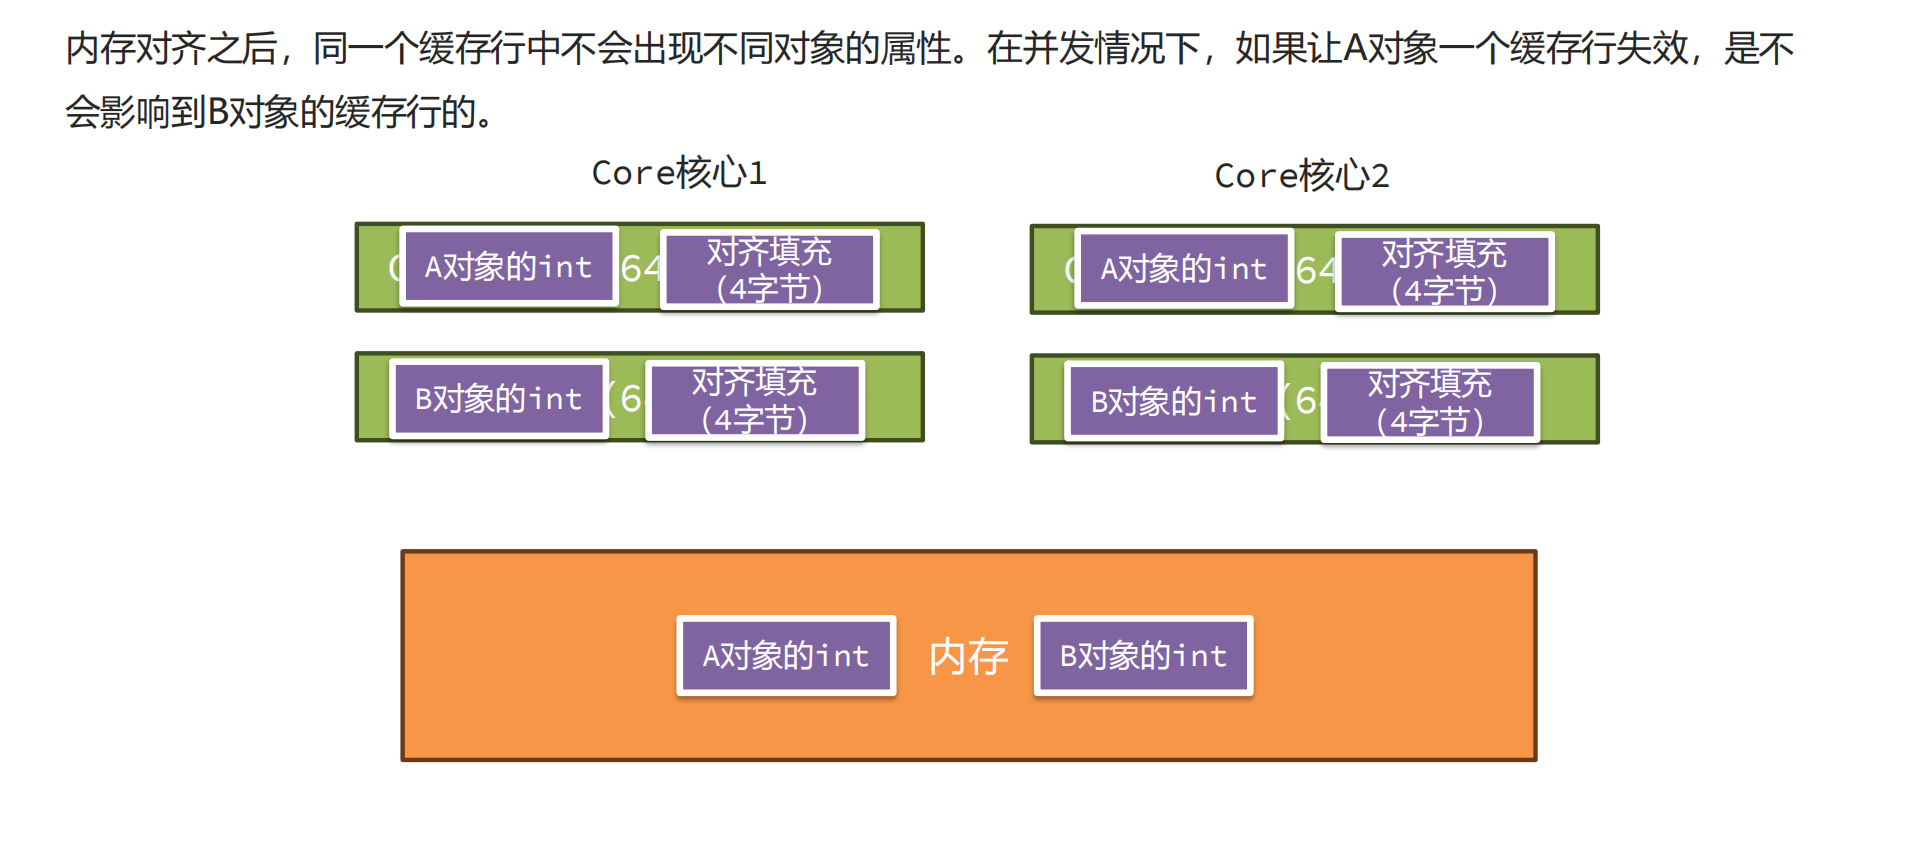 内存对齐之后，同一个缓存行中不会出现不同对象的属性。在并发情况下，如果让A对象一个缓存行失效，是不
会影响到B对象的缓存行的。
Core核心1
Core核心2
A对象的int
64
对齐填充
（4字节）
A对象的int
64
对齐填充
（4字节）
B对象的int
(6
对齐填充
（4字节）
B对象的int
(6
对齐填充
（4字节）
A对象的int
内存
B对象的int